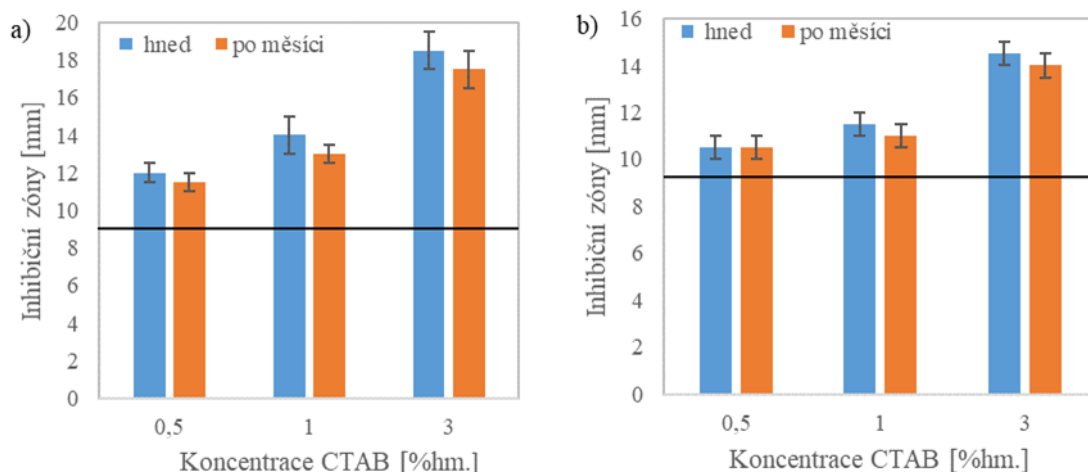 a)
hned po měsíci
20
18
16
14
12
10
8
6
4
2
0
Inhibiční zóny [mm]
0,5 1 3
Koncentrace CTAB [%hm.]
b)
hned po měsíci
16
14
12
10
8
6
4
2
0
Inhibiční zóny [mm]
0,5 1 3
Koncentrace CTAB [%hm.]